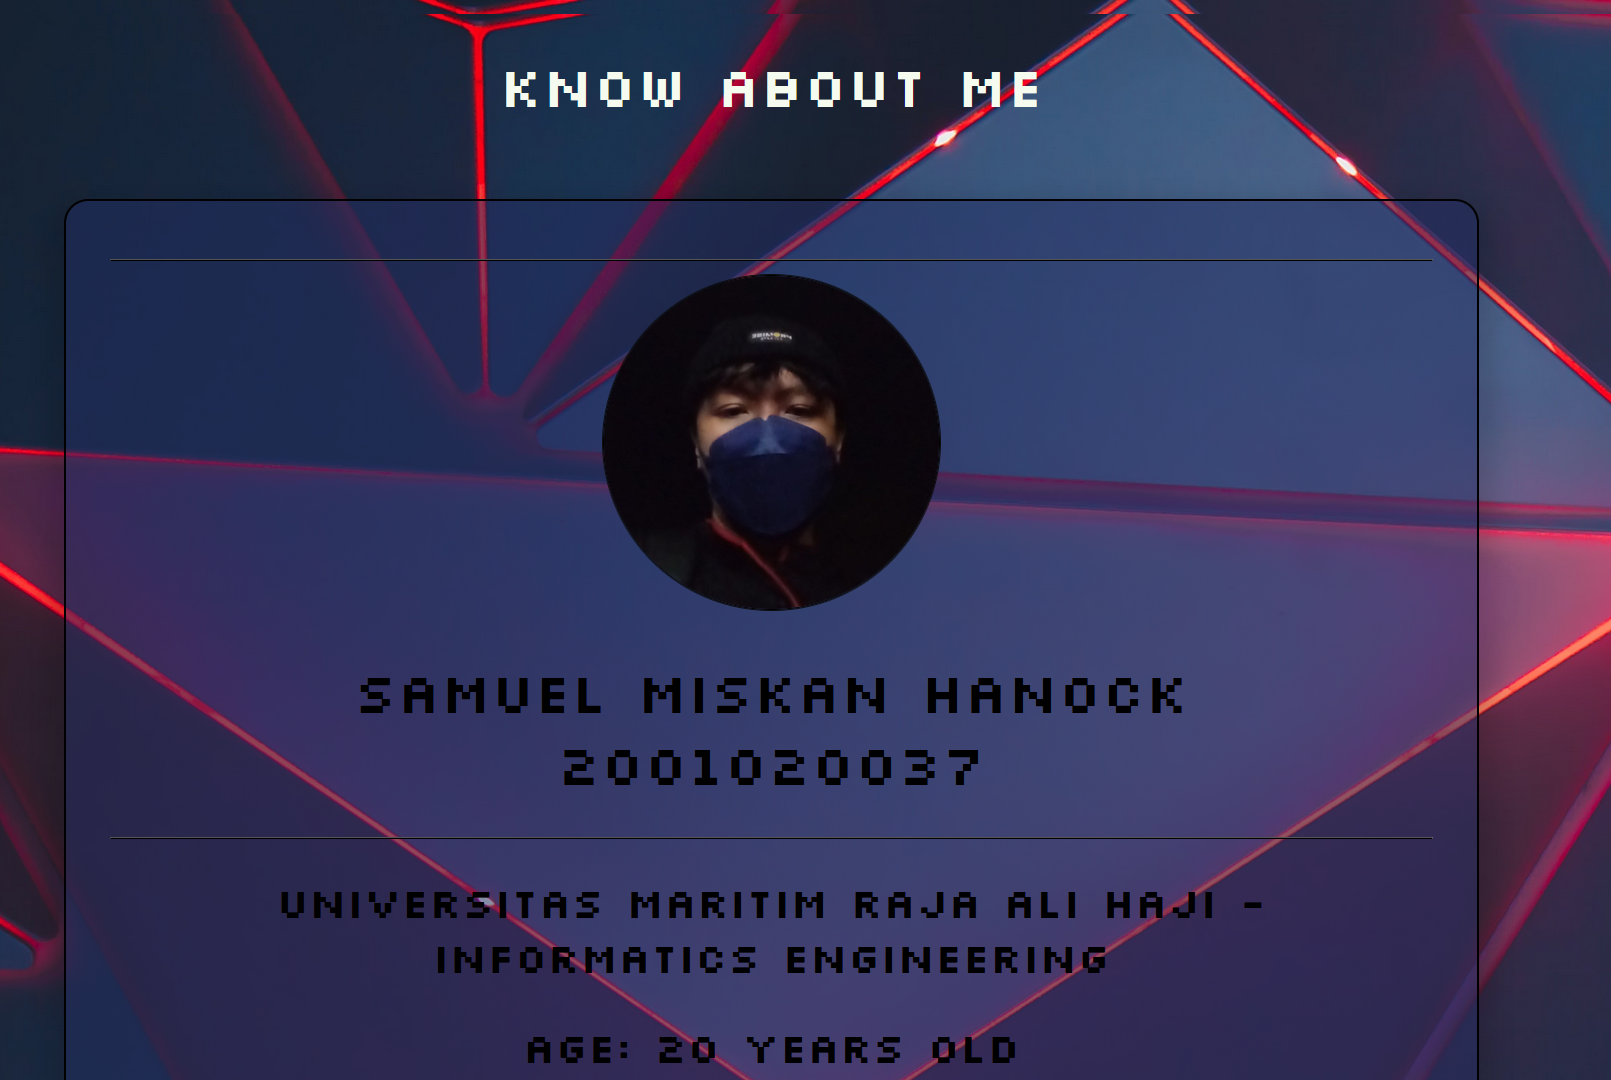 KNOW ABOUT ME
SAMUEL MISKAN HANOCK
2001020037
UNIVERSITAS MARITIM RAJA ALI HAJI -
INFORMATICS ENGINEERING
AGE: 20 YEARS OLD